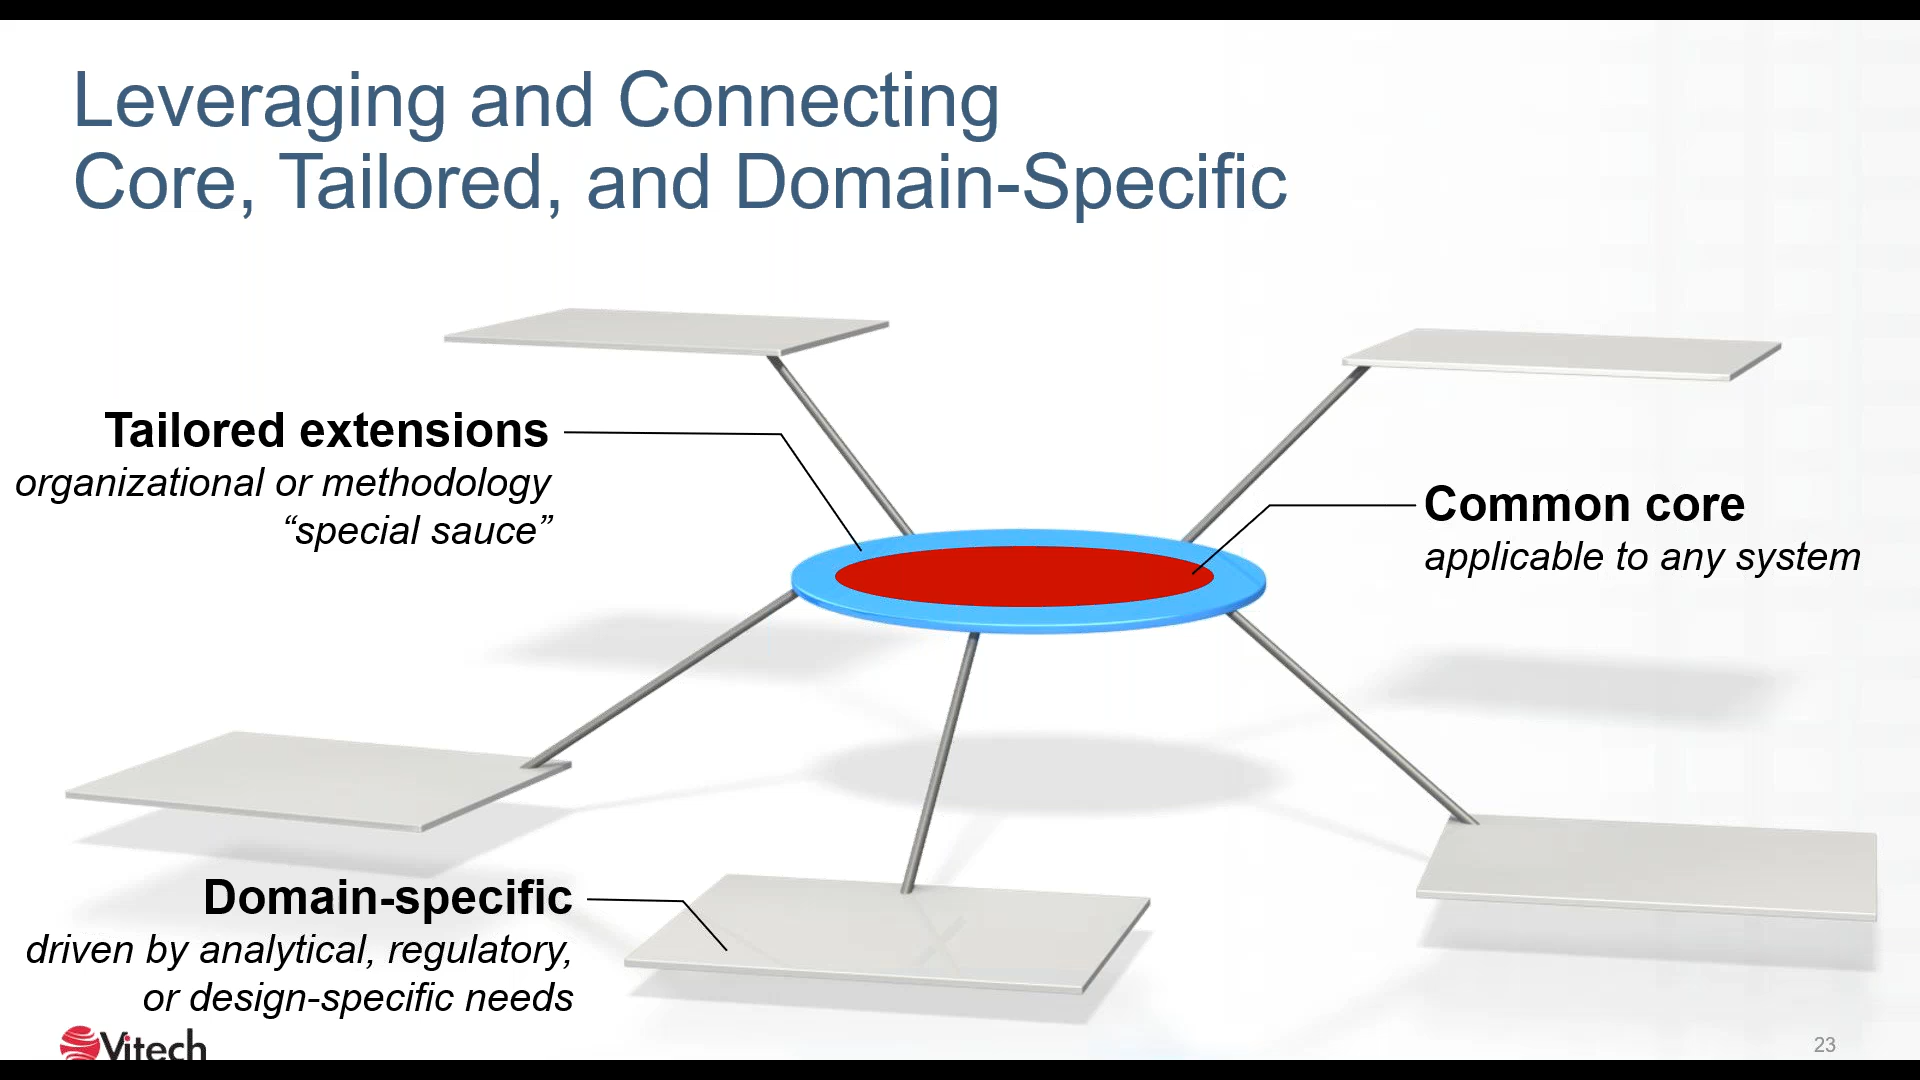 Leveraging and Connecting
Core, Tailored, and Domain-Specific
Tailored extensions
organizational or methodology
“special sauce”
Common core
applicable to any system
Domain-specific
driven by analytical, regulatory,
or design-specific needs
Vitech
23